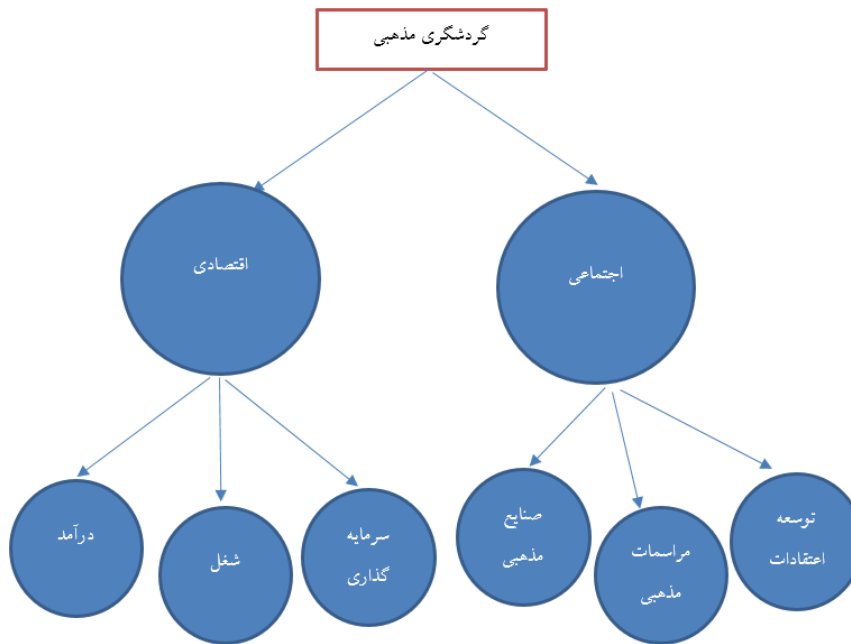 گردشگری مذهبی
اجتماعی
اقتصادی
توسعه
اعتقادات
مراسمات
مذهبی
صنایع
مذهبی
سرمایه
گذاری
شغل
درآمد